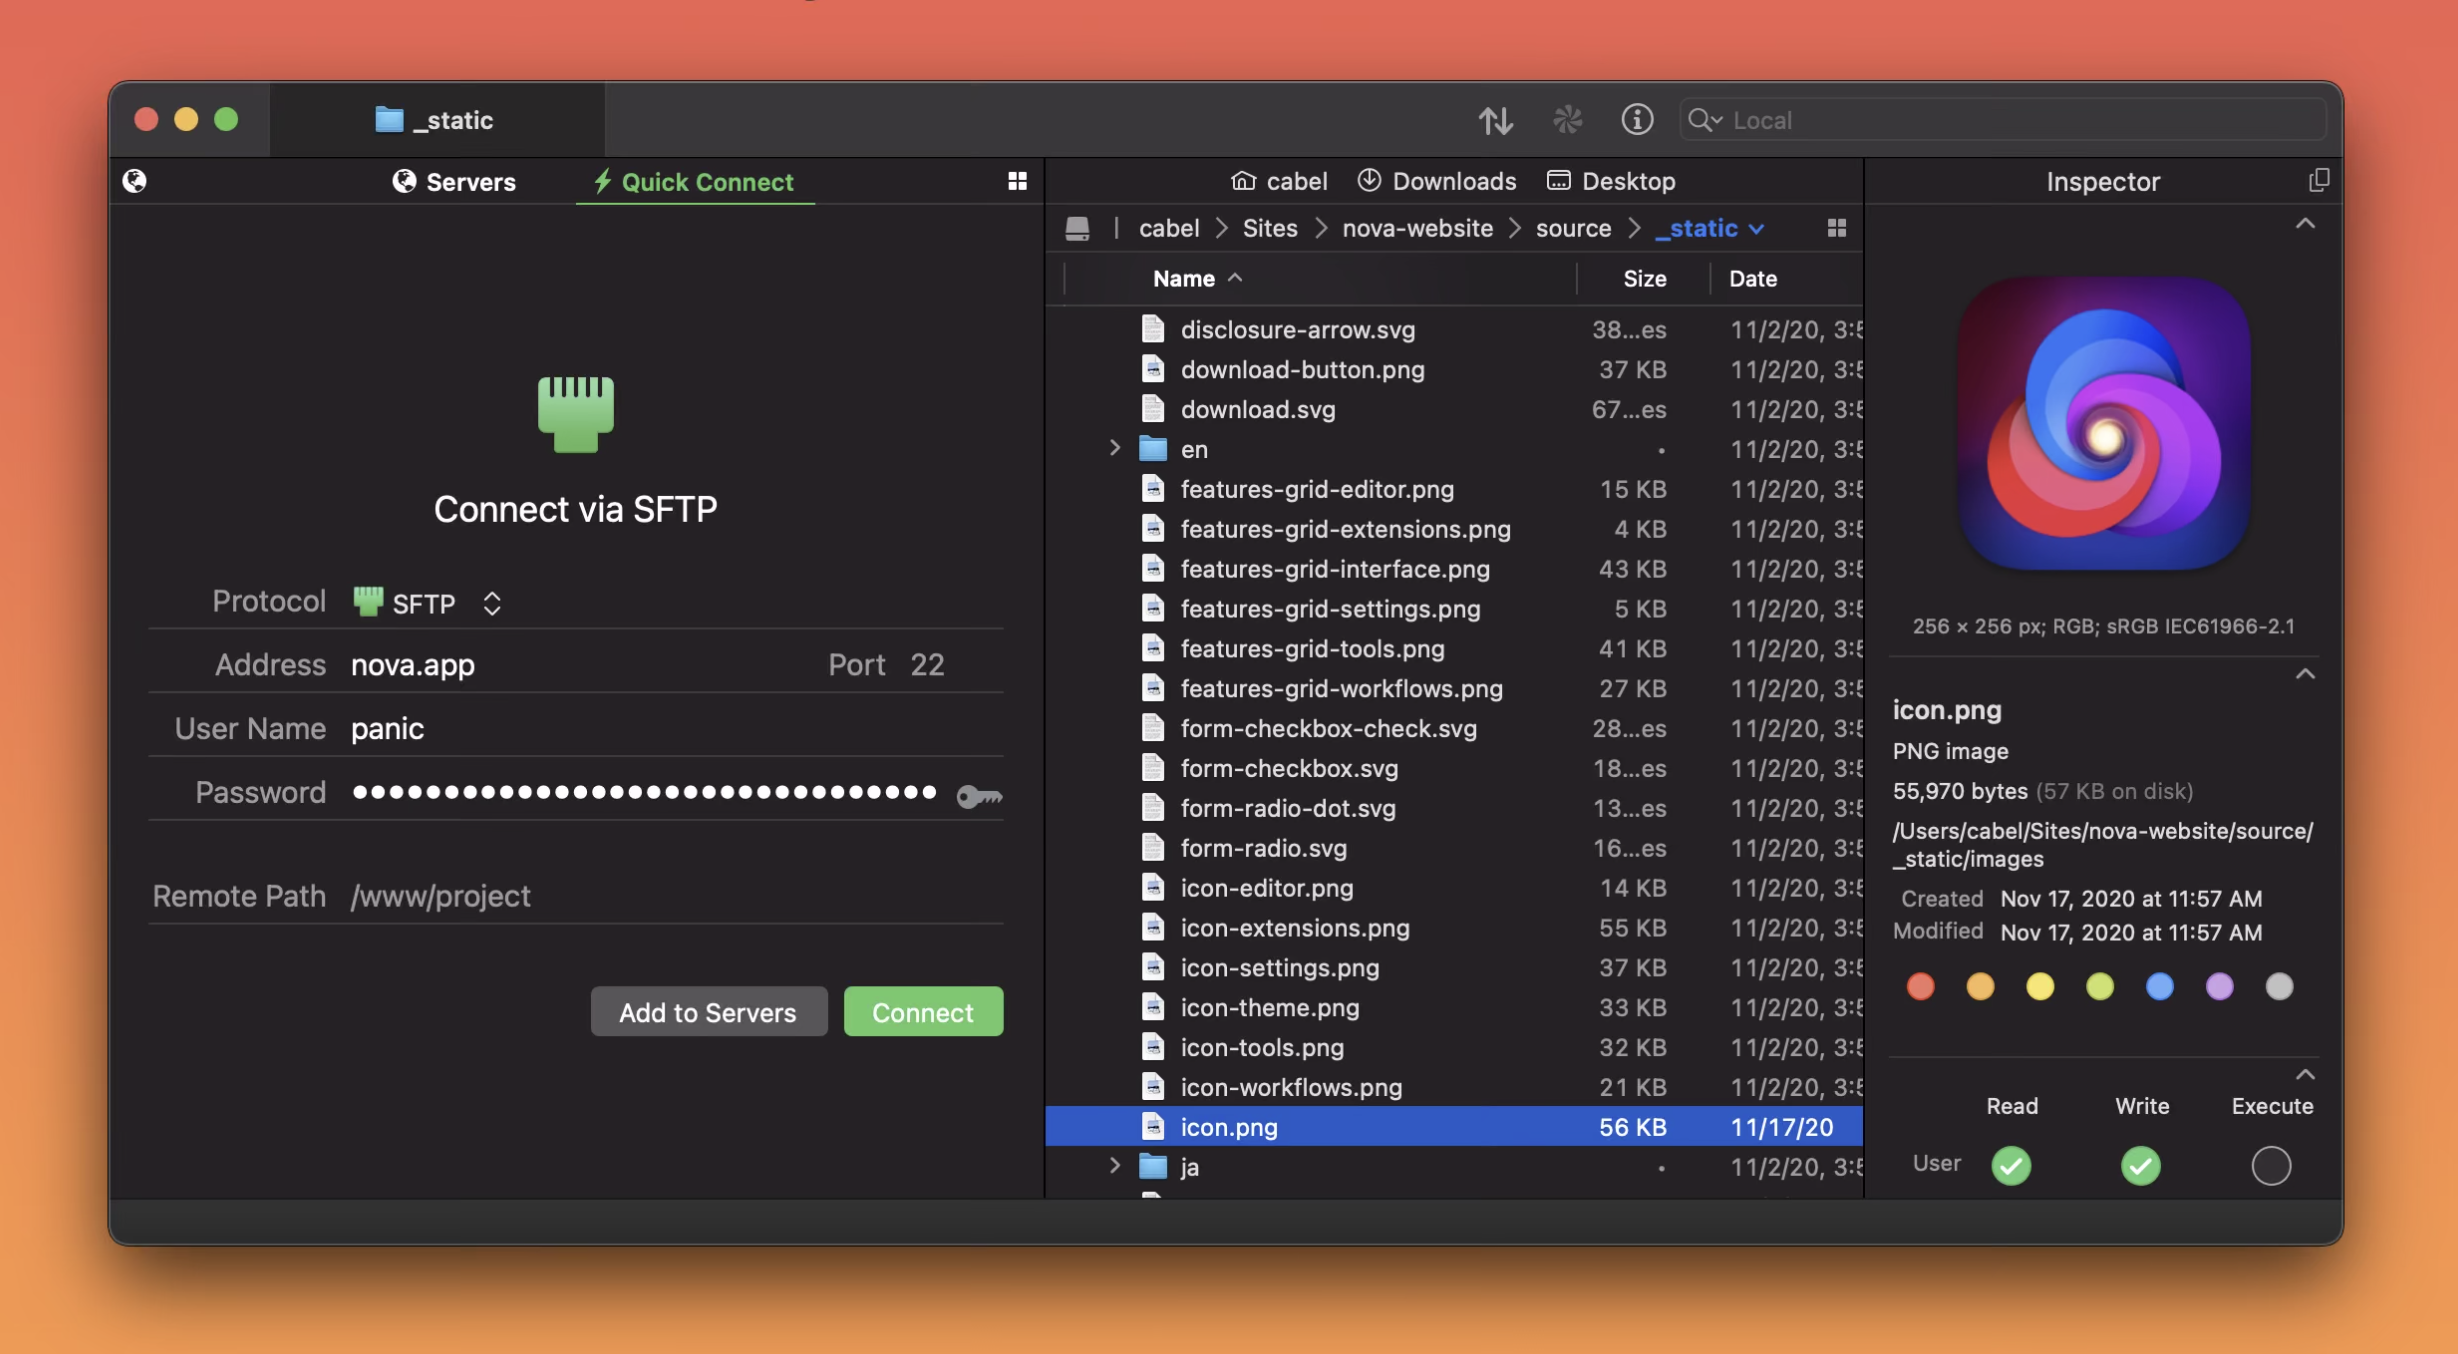 _static
Local
Servers
Quick Connect
Connect via SFTP
Protocol SFTP
Address nova.app Port 22
User Name panic
Password
Remote Path /www/project
Add to Servers Connect
cabel Downloads Desktop
cabel > Sites > nova-website > source > _static
Name Size Date
disclosure-arrow.svg 38...es 11/2/20, 3:5
download-button.png 37 KB 11/2/20, 3:5
download.svg 67...es 11/2/20, 3:5
en 11/2/20, 3:5
features-grid-editor.png 15 KB 11/2/20, 3:5
features-grid-extensions.png 4 KB 11/2/20, 3:5
features-grid-interface.png 43 KB 11/2/20, 3:5
features-grid-settings.png 5 KB 11/2/20, 3:5
features-grid-tools.png 41 KB 11/2/20, 3:5
features-grid-workflows.png 27 KB 11/2/20, 3:5
form-checkbox-check.svg 28...es 11/2/20, 3:5
form-checkbox.svg 18...es 11/2/20, 3:5
form-radio-dot.svg 13...es 11/2/20, 3:5
form-radio.svg 16...es 11/2/20, 3:5
icon-editor.png 14 KB 11/2/20, 3:5
icon-extensions.png 55 KB 11/2/20, 3:5
icon-settings.png 37 KB 11/2/20, 3:5
icon-theme.png 33 KB 11/2/20, 3:5
icon-tools.png 32 KB 11/2/20, 3:5
icon-workflows.png 21 KB 11/2/20, 3:5
icon.png 56 KB 11/17/20
ja 11/2/20, 3:5
Inspector
256 × 256 px; RGB; sRGB IEC61966-2.1
icon.png
PNG image
55,970 bytes (57 KB on disk)
/Users/cabel/Sites/nova-website/source/
_static/images
Created Nov 17, 2020 at 11:57 AM
Modified Nov 17, 2020 at 11:57 AM
Read Write Execute
User